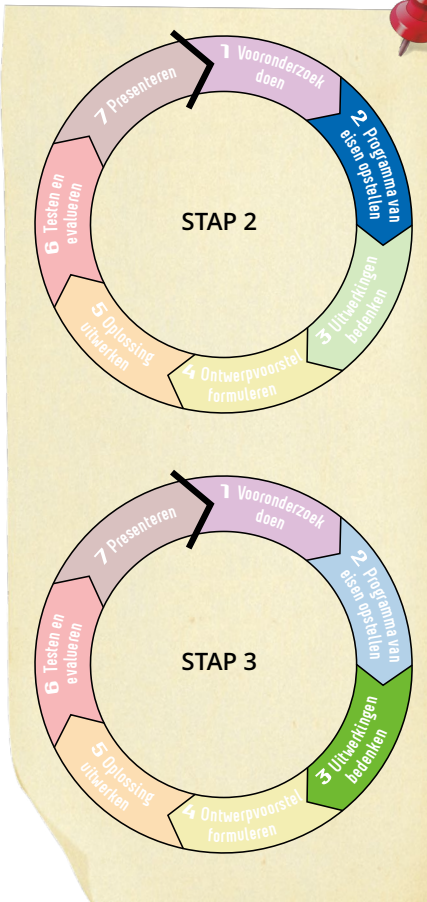 1 Vooronderzoek
doen
2 Programma van
eisen opstellen
3 Uitwerkingen
bedenken
4 Ontwerpvoorstel
formuleren
5 Oplossing
uitwerken
6 Testen en
evalueren
7 Presenteren
STAP 2
1 Vooronderzoek
doen
2 Programma van
eisen opstellen
3 Uitwerkingen
bedenken
4 Ontwerpvoorstel
formuleren
5 Oplossing
uitwerken
6 Testen en
evalueren
7 Presenteren
STAP 3